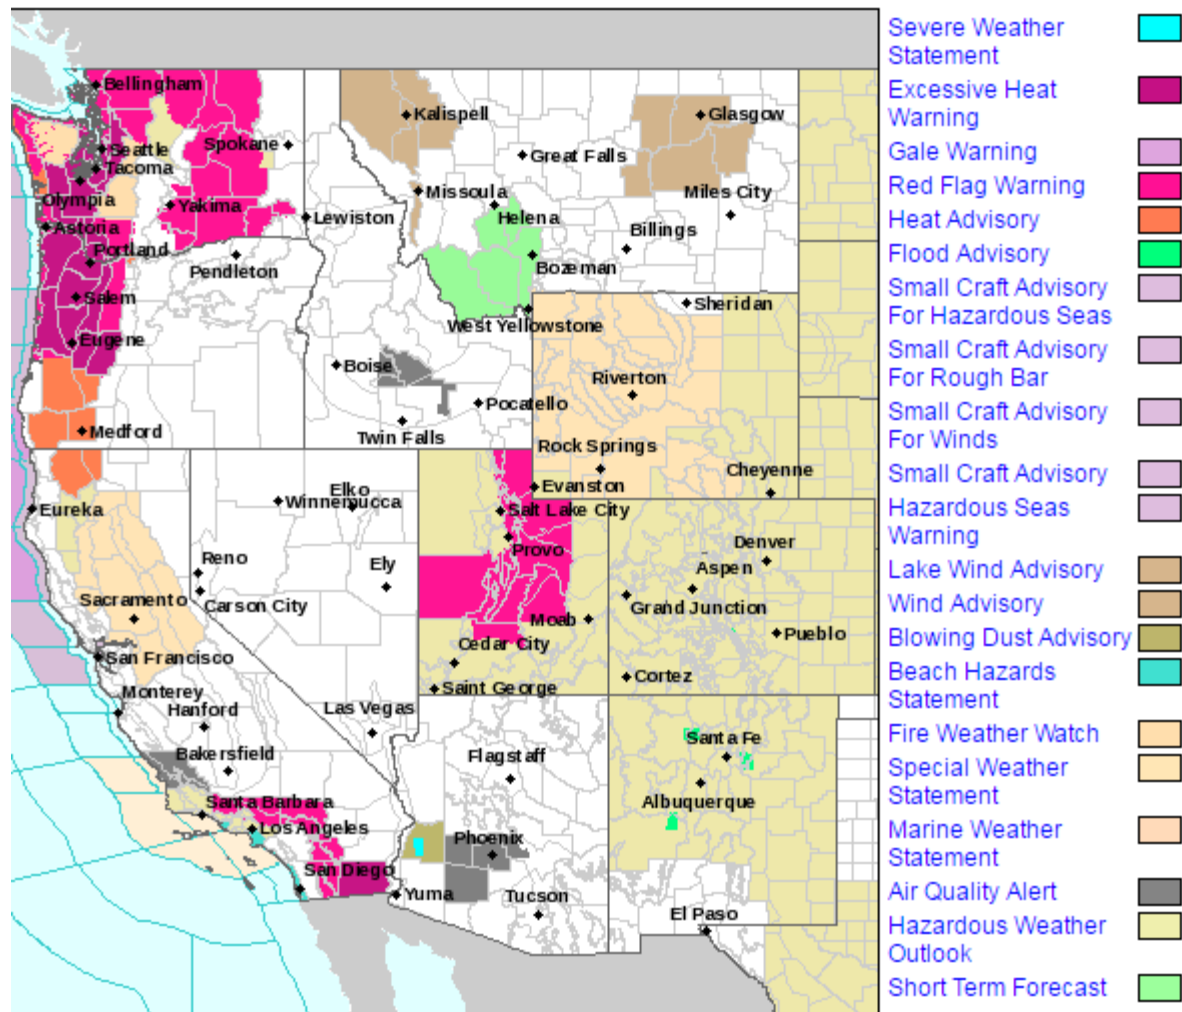 Bellingham
Seattle
Spokane
Tacoma
Olympia
Yakima
Astoria
Portland
Pendleton
Salem
Eugene
Medford
Lewiston
Kalispell
Glasgow
Great Falls
Missoula
Miles City
Helena
Billings
Bozeman
West Yellowstone
Sheridan
Boise
Pocatello
Twin Falls
Riverton
Rock Springs
Evanston
Cheyenne
Eureka
Elko
Winnemucca
Salt Lake City
Provo
Reno
Ely
Carson City
Sacramento
San Francisco
Denver
Aspen
Grand Junction
Moab
Pueblo
Cedar City
Cortez
Saint George
Monterey
Hanford
Las Vegas
Bakersfield
Flagstaff
Santa Fe
Albuquerque
Santa Barbara
Los Angeles
Phoenix
San Diego
Yuma
Tucson
El Paso
Severe Weather
Statement
Excessive Heat
Warning
Gale Warning
Red Flag Warning
Heat Advisory
Flood Advisory
Small Craft Advisory
For Hazardous Seas
Small Craft Advisory
For Rough Bar
Small Craft Advisory
For Winds
Small Craft Advisory
Hazardous Seas
Warning
Lake Wind Advisory
Wind Advisory
Blowing Dust Advisory
Beach Hazards
Statement
Fire Weather Watch
Special Weather
Statement
Marine Weather
Statement
Air Quality Alert
Hazardous Weather
Outlook
Short Term Forecast